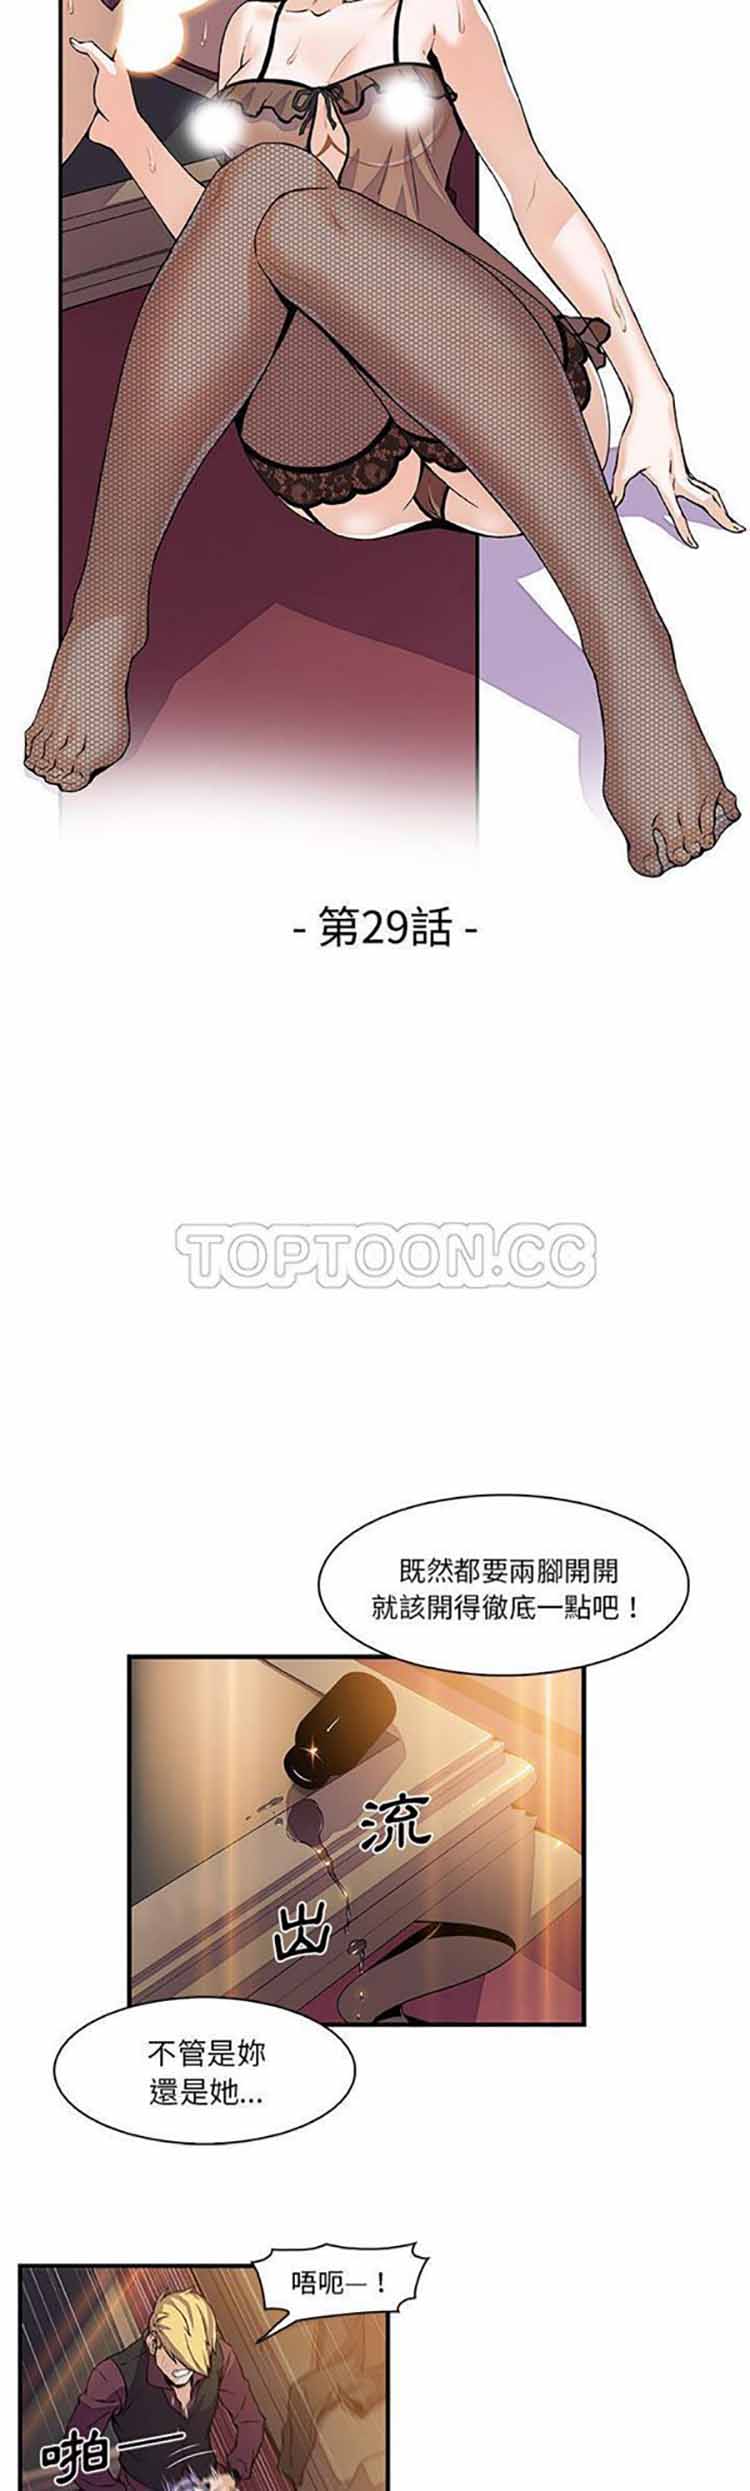 - 第29話 -
TOPTOON.CC
既然都要兩腳開開
就該開得徹底一點吧！
流
出
不管是妳
還是她...
唔呃—！
啪—